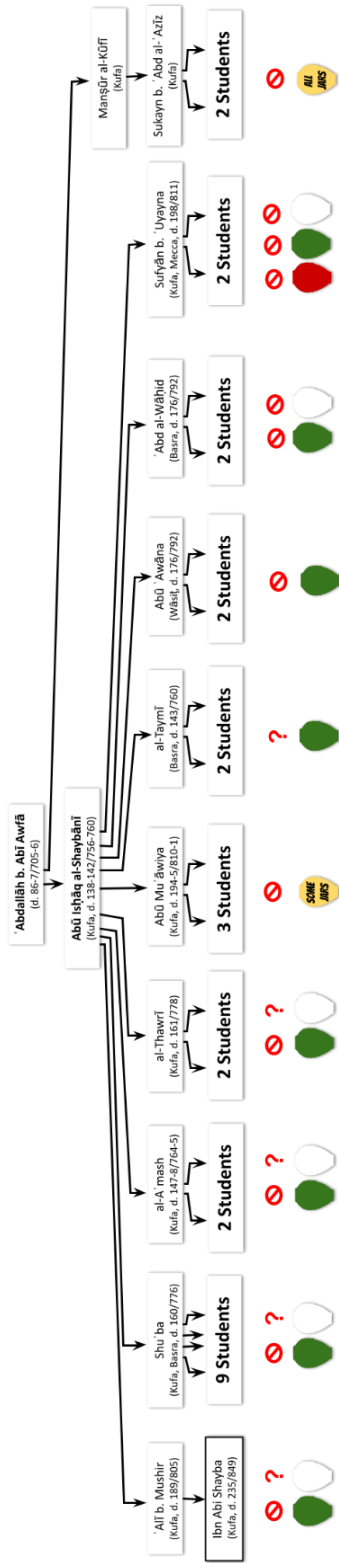 ʿAbdallāh b. Abī Awfā
(d. 86-7/705-6)
Abū Isḥāq al-Shaybānī
(Kufa, d. 138-142/756-760)
Manṣūr al-Kūfī
(Kufa)
ʿAlī b. Mushir
(Kufa, d. 189/805)
Shuʿba
(Kufa, Basra, d. 160/776)
al-Aʿmash
(Kufa, d. 147-8/764-5)
al-Thawrī
(Kufa, d. 161/778)
Abū Muʿāwiya
(Kufa, d. 194-5/810-1)
al-Taymī
(Basra, d. 143/760)
Abū ʿAwāna
(Wāsiṭ, d. 176/792)
ʿAbd al-Wāḥid
(Basra, d. 176/792)
Sufyān b. ʿUyayna
(Kufa, Mecca, d. 198/811)
Sukayn b. ʿAbd al-ʿAzīz
(Kufa)
Ibn Abi Shayba
(Kufa, d. 235/849)
9 Students
2 Students
2 Students
3 Students
2 Students
2 Students
2 Students
2 Students
2 Students
?
?
?
?
?
SOME
JARS
ALL
JARS